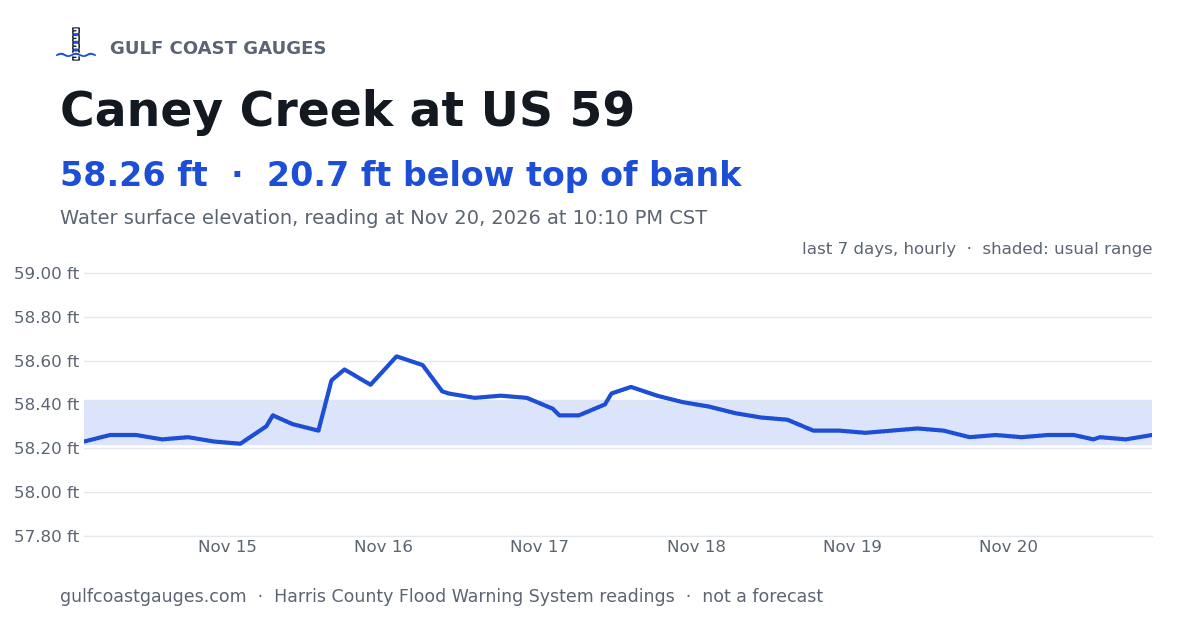 GULF COAST GAUGES
Caney Creek at US 59
58.26 ft · 20.7 ft below top of bank
Water surface elevation, reading at Nov 20, 2026 at 10:10 PM CST
last 7 days, hourly · shaded: usual range
59.00 ft
58.80 ft
58.60 ft
58.40 ft
58.20 ft
58.00 ft
57.80 ft
Nov 15 Nov 16 Nov 17 Nov 18 Nov 19 Nov 20
gulfcoastgauges.com · Harris County Flood Warning System readings · not a forecast